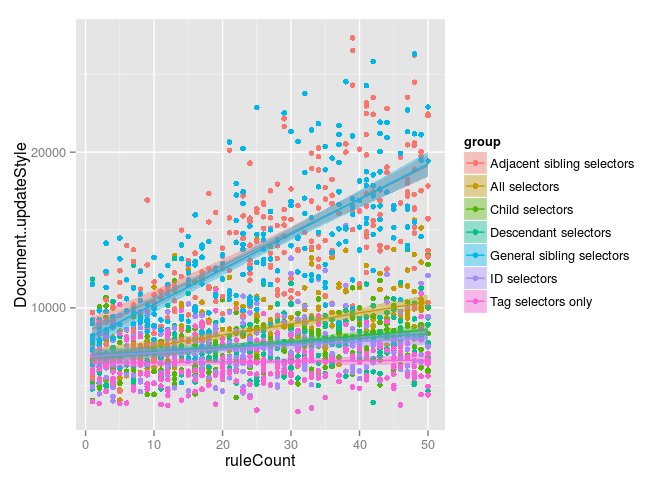 Document..updateStyle
20000
10000
0
10
20
30
40
50
ruleCount
group
Adjacent sibling selectors
All selectors
Child selectors
Descendant selectors
General sibling selectors
ID selectors
Tag selectors only